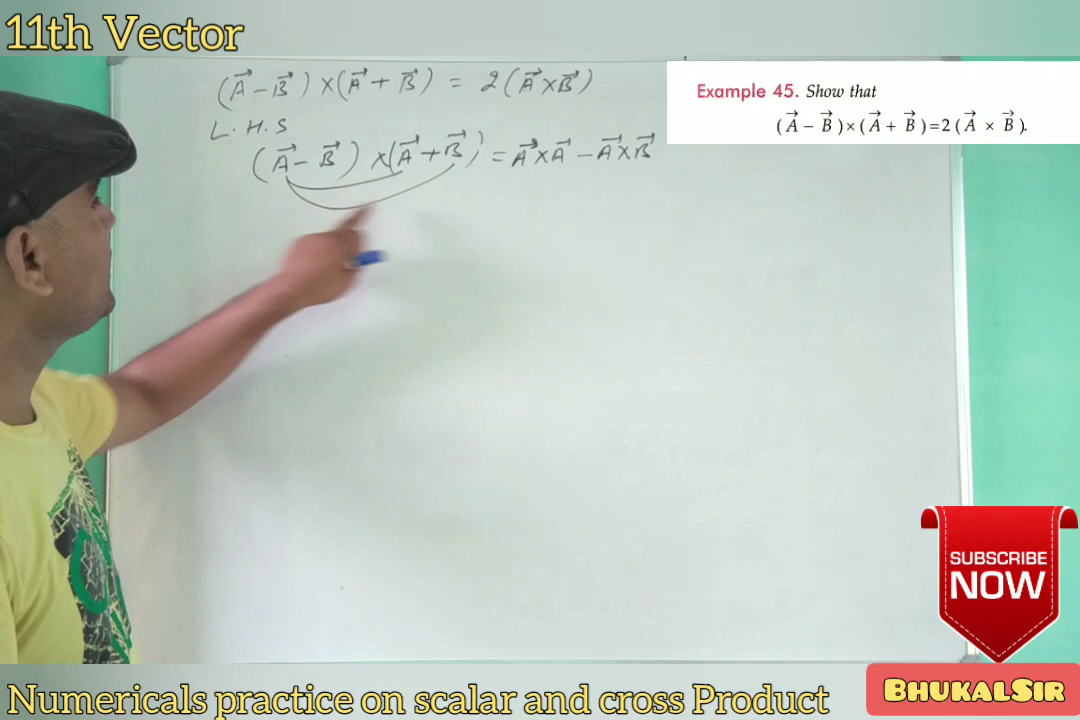 11th Vector
(A⃗ - B⃗) × (A⃗ + B⃗) = 2(A⃗ × B⃗)
L.H.S
(A⃗ - B⃗) × (A⃗ + B⃗) = A⃗ × A⃗ - A⃗ × B⃗
Example 45. Show that
(A⃗ - B⃗)×(A⃗ + B⃗)=2(A⃗ × B⃗).
SUBSCRIBE
NOW
Numericals practice on scalar and cross Product
BHUKALSIR